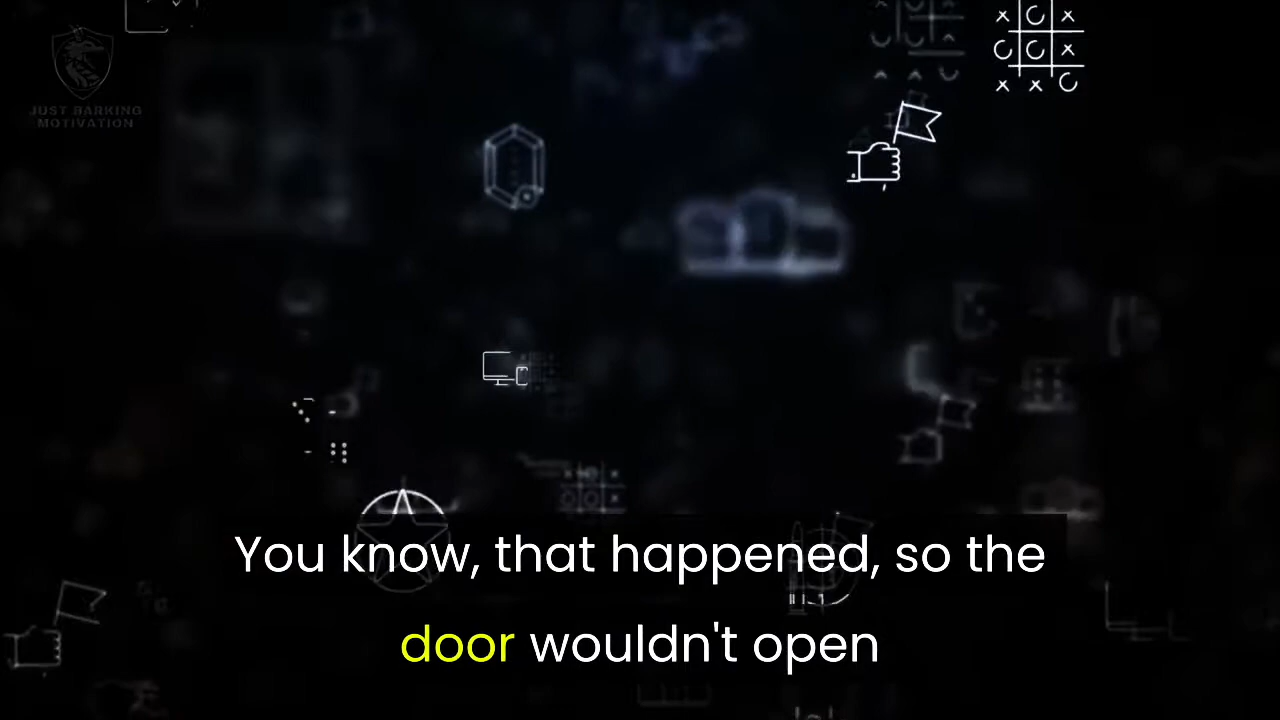 JUST BARKING
MOTIVATION
You know, that happened, so the
door wouldn't open